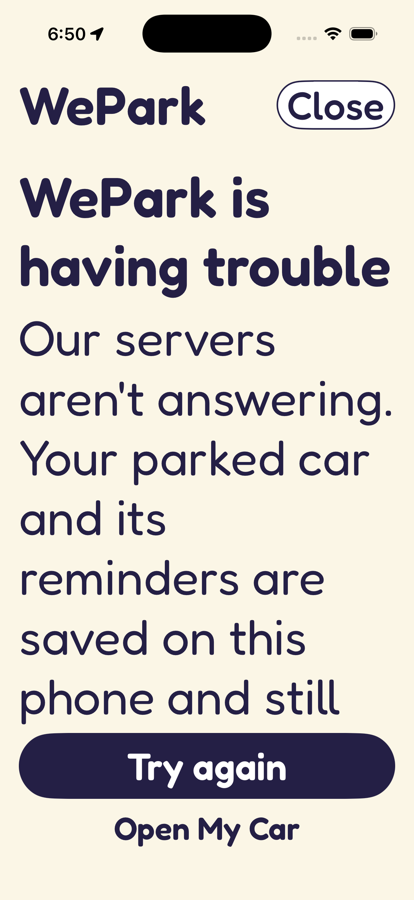 6:50
WePark
Close
WePark is
having trouble
Our servers
aren't answering.
Your parked car
and its
reminders are
saved on this
phone and still
Try again
Open My Car